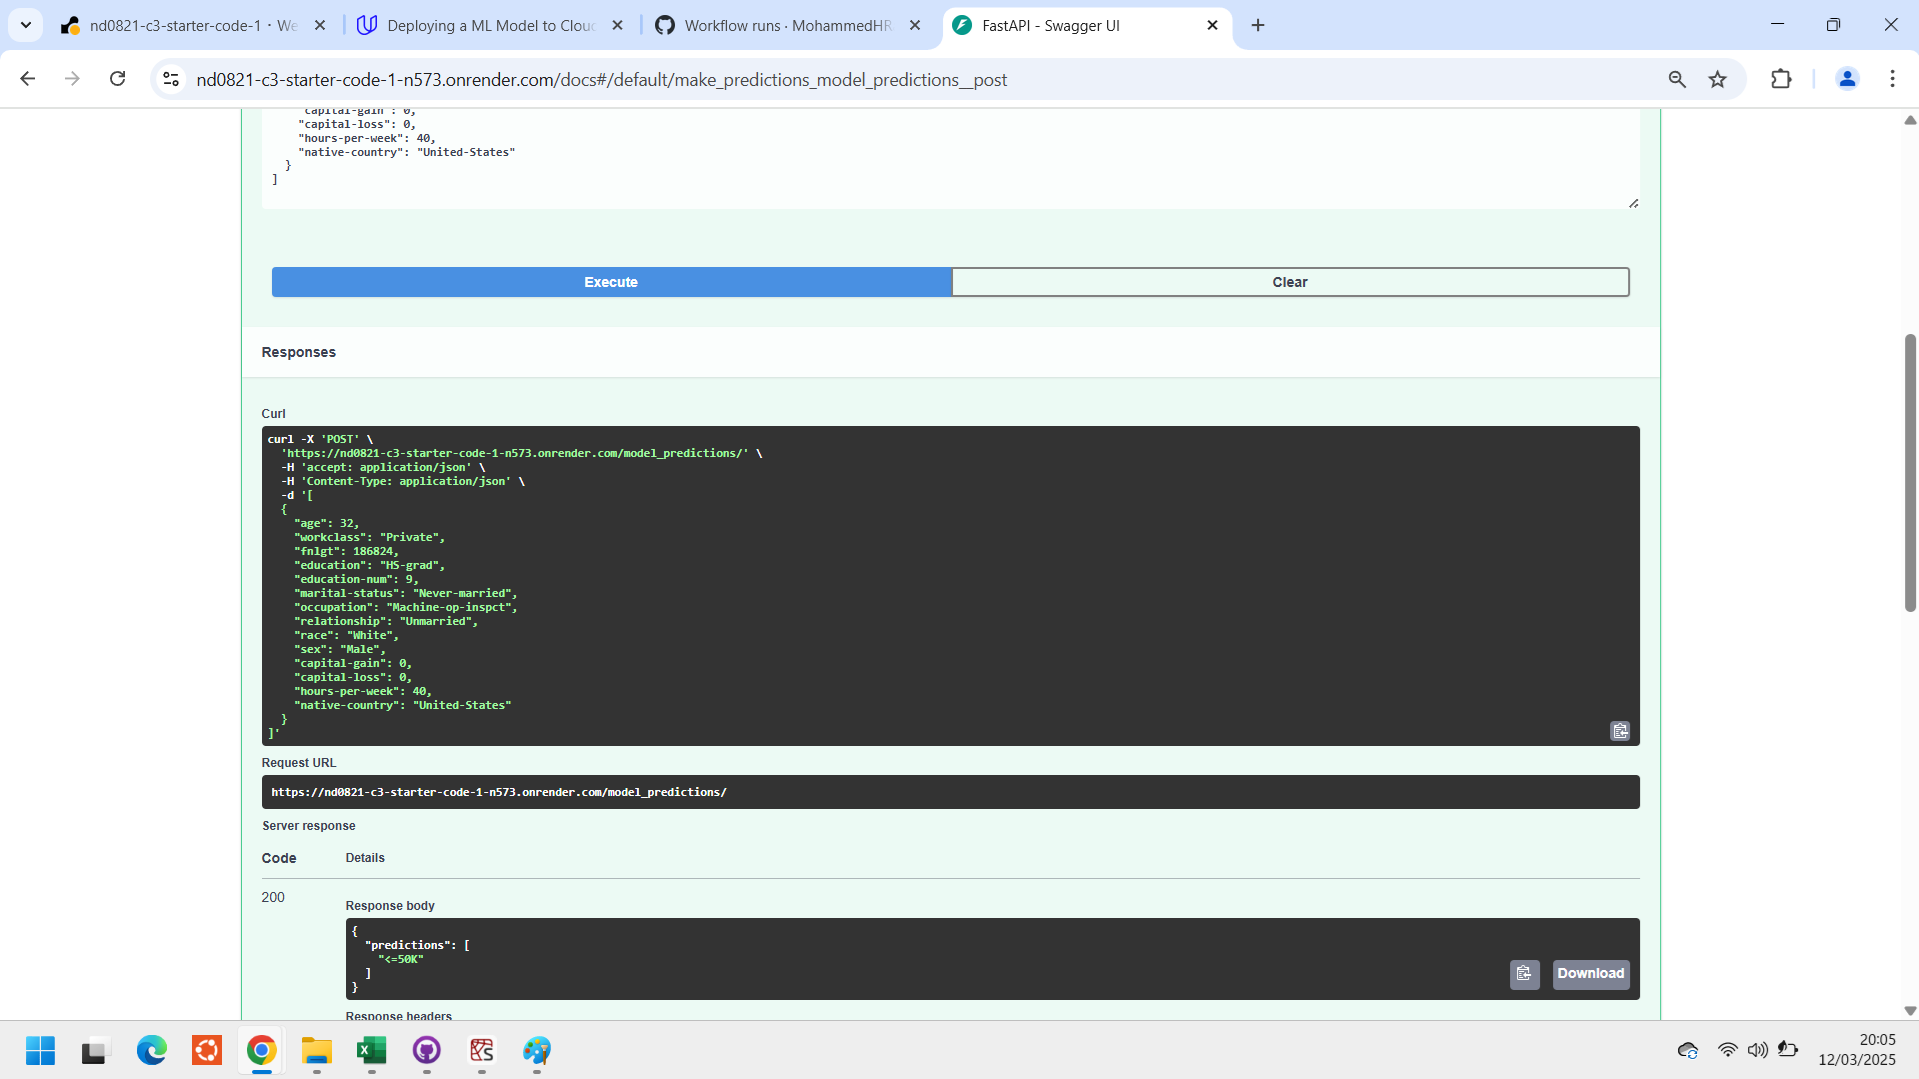 nd0821-c3-starter-code-1 · We
Deploying a ML Model to Cloud
Workflow runs · MohammedHR
FastAPI - Swagger UI
nd0821-c3-starter-code-1-n573.onrender.com/docs#/default/make_predictions_model_predictions__post
"capital-gain": 0,
"capital-loss": 0,
"hours-per-week": 40,
"native-country": "United-States"
}
]
Execute
Clear
Responses
Curl
curl -X 'POST' \
'https://nd0821-c3-starter-code-1-n573.onrender.com/model_predictions/' \
-H 'accept: application/json' \
-H 'Content-Type: application/json' \
-d '[
{
"age": 32,
"workclass": "Private",
"fnlgt": 186824,
"education": "HS-grad",
"education-num": 9,
"marital-status": "Never-married",
"occupation": "Machine-op-inspct",
"relationship": "Unmarried",
"race": "White",
"sex": "Male",
"capital-gain": 0,
"capital-loss": 0,
"hours-per-week": 40,
"native-country": "United-States"
}
]'
Request URL
https://nd0821-c3-starter-code-1-n573.onrender.com/model_predictions/
Server response
Code
Details
200
Response body
{
"predictions": [
"<=50K"
]
}
Download
Response headers
20:05
12/03/2025